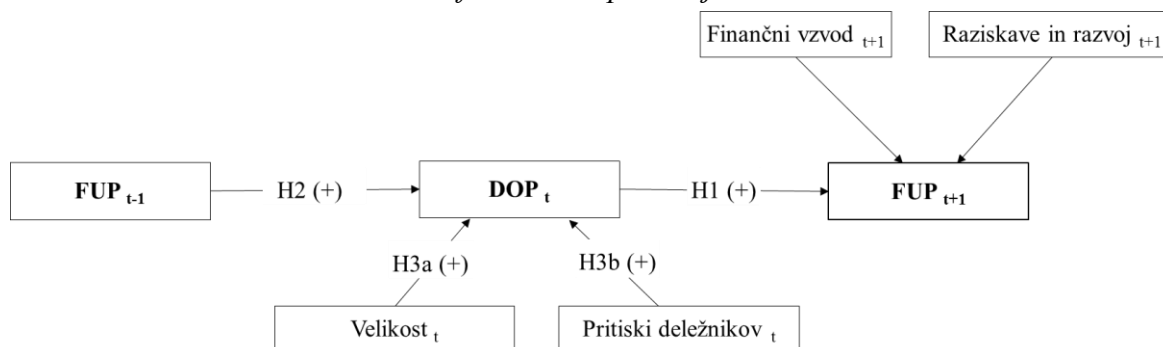 Finančni vzvod t+1
Raziskave in razvoj t+1
FUP t-1
H2 (+)
DOP t
H1 (+)
FUP t+1
H3a (+)
H3b (+)
Velikost t
Pritiski deležnikov t